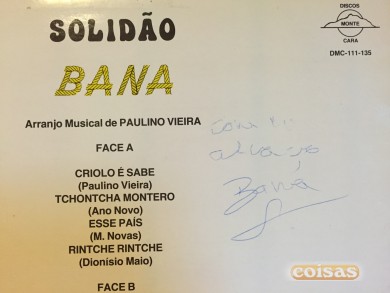 SOLIDÃO
DISCOS
MONTE
CARA
DMC-111-135
BANA
Arranjo Musical de PAULINO VIEIRA
FACE A
CRIOLO É SABE
(Paulino Vieira)
TCHONTCHA MONTERO
(Ano Novo)
ESSE PAÍS
(M. Novas)
RINTCHE RINTCHE
(Dionísio Maio)
FACE B
Bana
coisas